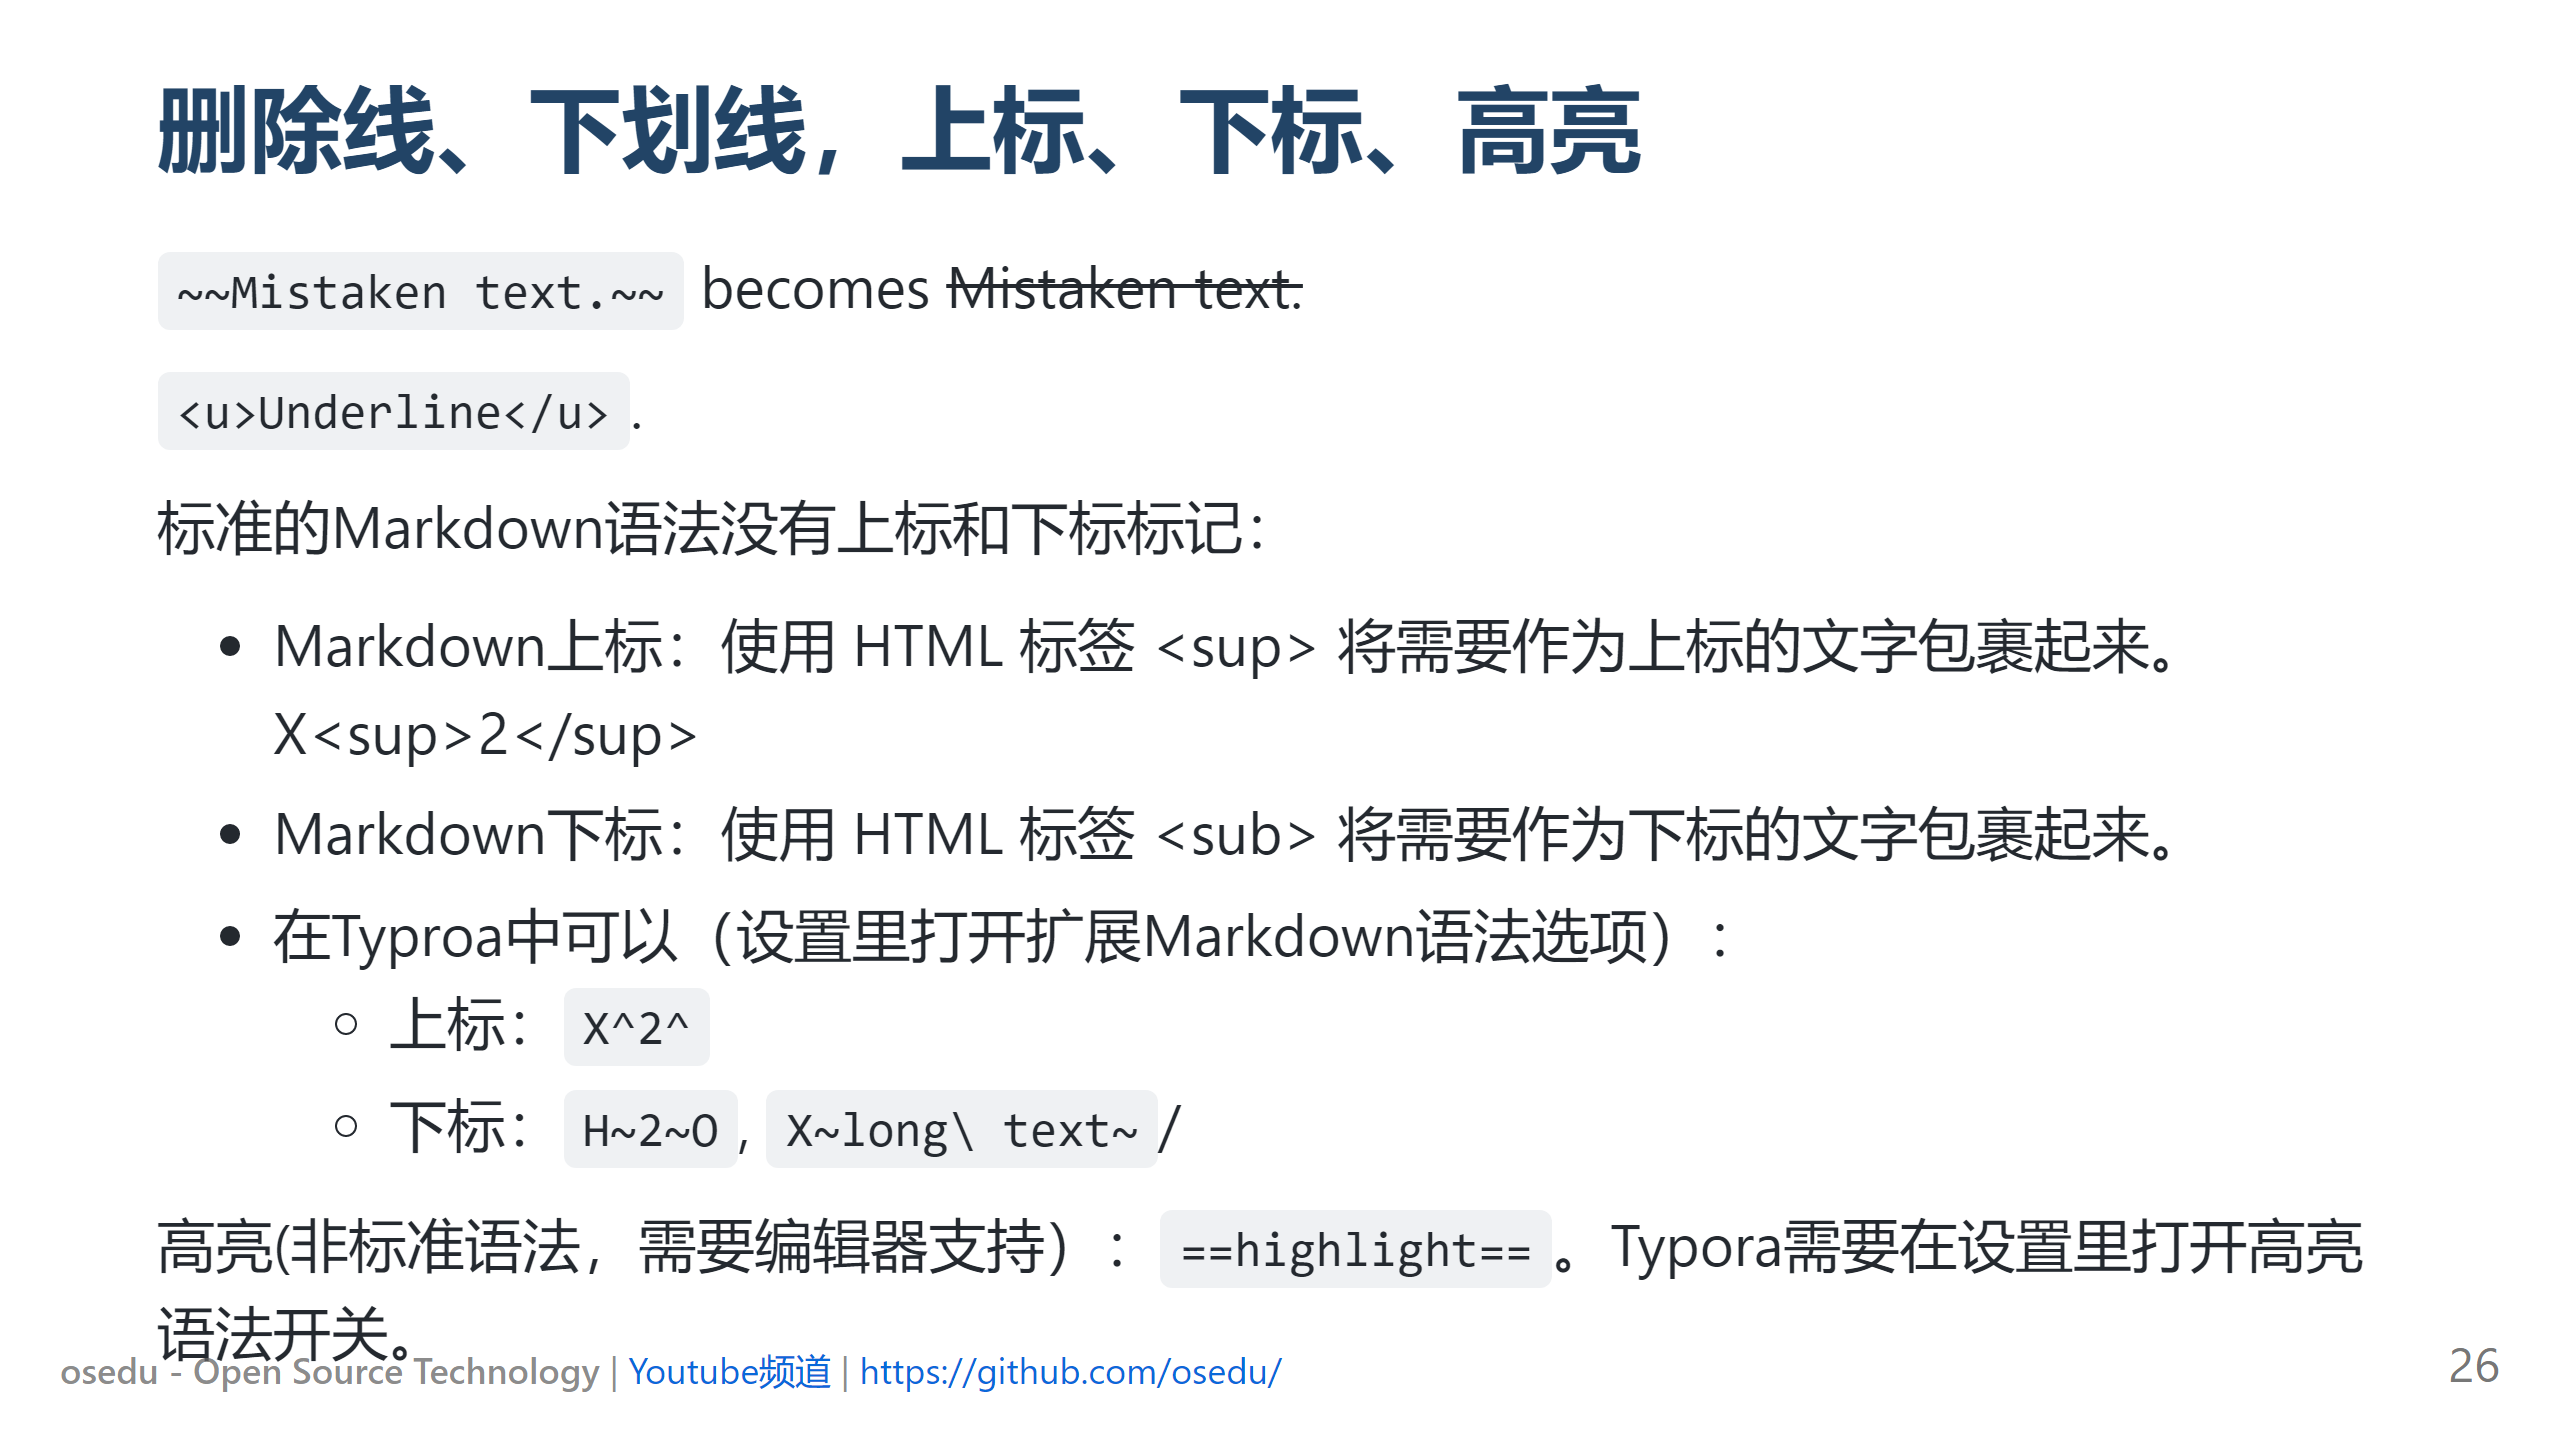 删除线、下划线，上标、下标、高亮
~~Mistaken text.~~ becomes Mistaken text.
<u>Underline</u> .
标准的Markdown语法没有上标和下标标记：
• Markdown上标：使用 HTML 标签 <sup> 将需要作为上标的文字包裹起来。
X<sup>2</sup>
• Markdown下标：使用 HTML 标签 <sub> 将需要作为下标的文字包裹起来。
• 在Typroa中可以（设置里打开扩展Markdown语法选项）：
○ 上标： X^2^
○ 下标： H~2~O , X~long\ text~ /
高亮(非标准语法，需要编辑器支持）： ==highlight== 。Typora需要在设置里打开高亮
语法开关。
osedu - Open Source Technology | Youtube频道 | https://github.com/osedu/
26